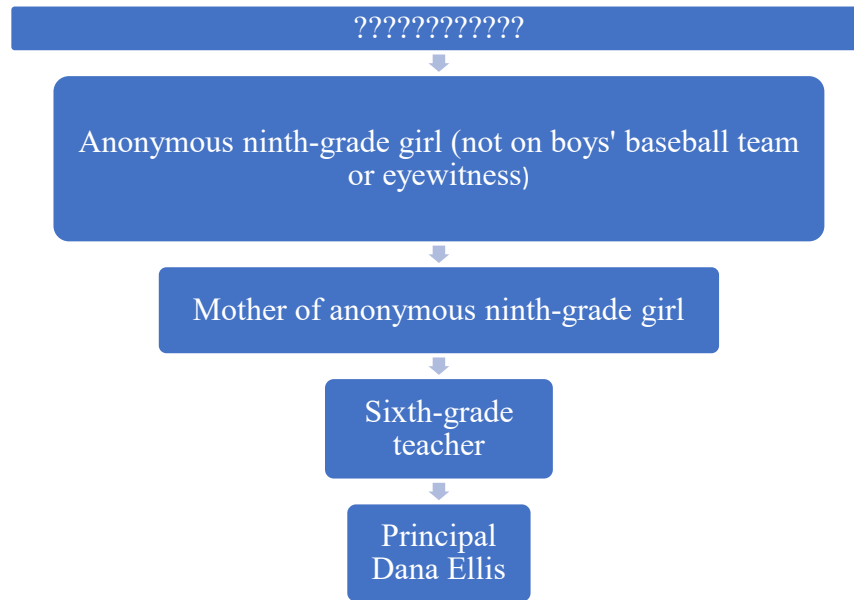 ????????????
Anonymous ninth-grade girl (not on boys' baseball team
or eyewitness)
Mother of anonymous ninth-grade girl
Sixth-grade
teacher
Principal
Dana Ellis